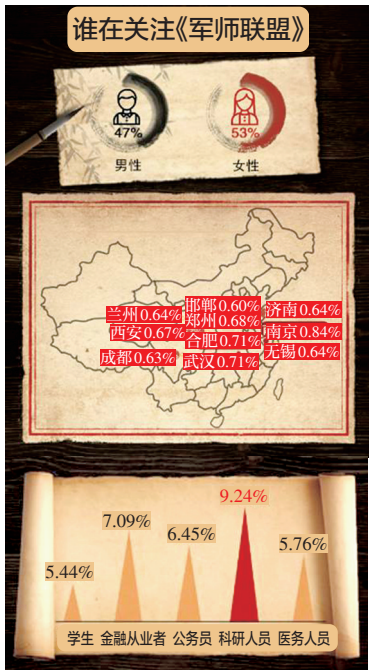 谁在关注《军师联盟》
47% 53%
男性 女性
兰州0.64% 邯郸0.60% 济南0.64%
西安0.67% 郑州0.68% 南京0.84%
成都0.63% 合肥0.71% 无锡0.64%
武汉0.71%
9.24%
7.09% 6.45% 5.76%
5.44%
学生 金融从业者 公务员 科研人员 医务人员